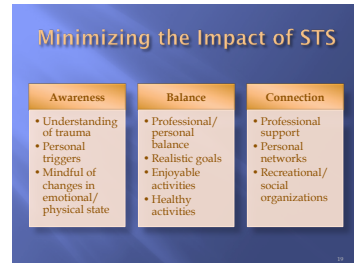 Minimizing the Impact of STS
Awareness
• Understanding
of trauma
• Personal
triggers
• Mindful of
changes in
emotional/
physical state
Balance
• Professional/
personal
balance
• Realistic goals
• Enjoyable
activities
• Healthy
activities
Connection
• Professional
support
• Personal
networks
• Recreational/
social
organizations
19